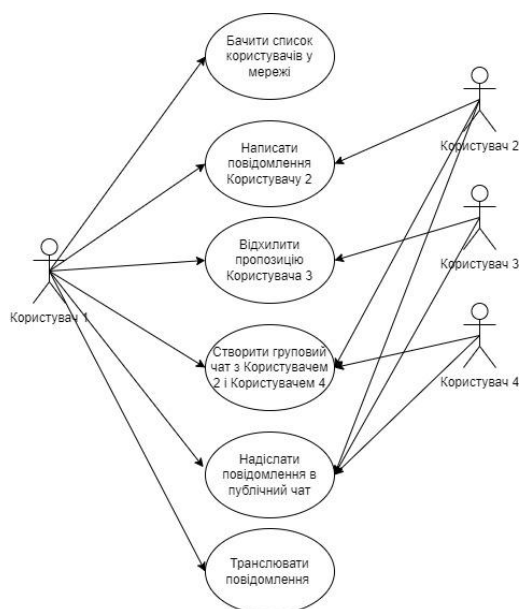 Бачити список
користувачів у
мережі
Користувач 2
Написати
повідомлення
Користувачу 2
Відхилити
пропозицію
Користувача 3
Користувач 3
Користувач 1
Створити груповий
чат з Користувачем
2 і Користувачем 4
Користувач 4
Надіслати
повідомлення в
публічний чат
Транслювати
повідомлення